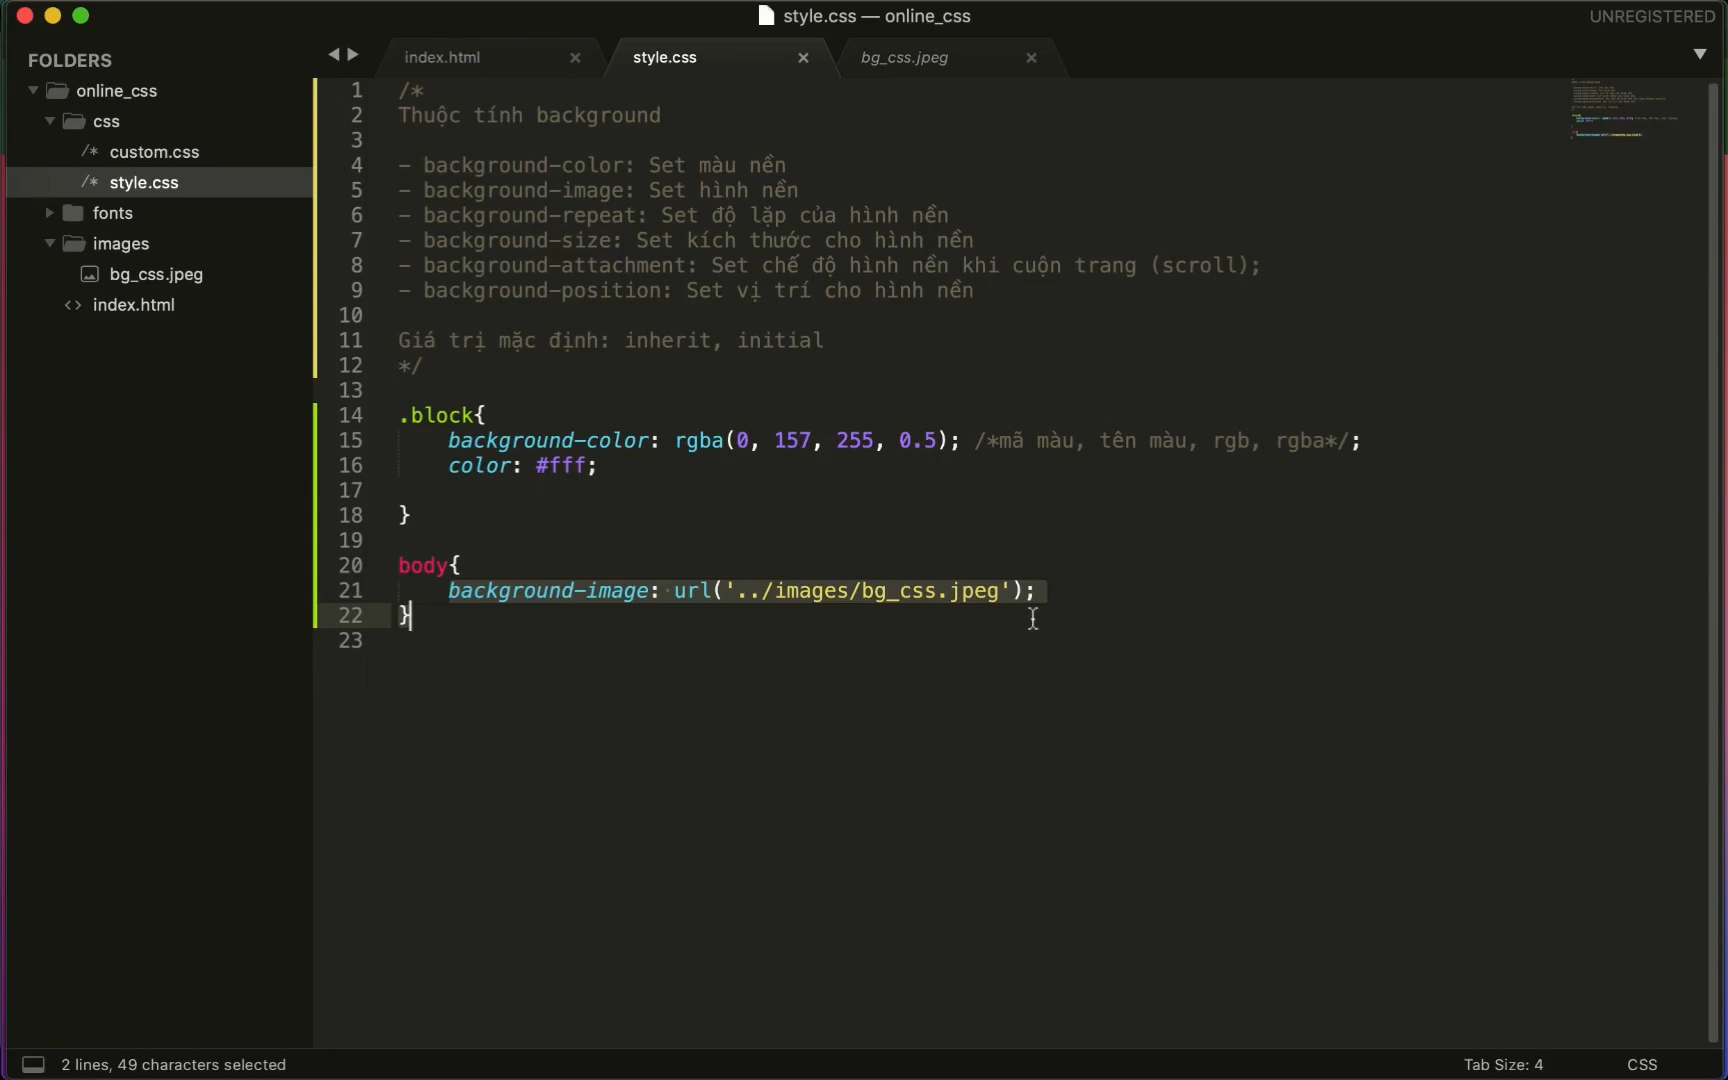 style.css — online_css
UNREGISTERED
FOLDERS
online_css
css
/* custom.css
/* style.css
fonts
images
bg_css.jpeg
<> index.html
index.html ×
style.css ×
bg_css.jpeg ×
1 /*
2 Thuộc tính background
3
4 - background-color: Set màu nền
5 - background-image: Set hình nền
6 - background-repeat: Set độ lặp của hình nền
7 - background-size: Set kích thước cho hình nền
8 - background-attachment: Set chế độ hình nền khi cuộn trang (scroll);
9 - background-position: Set vị trí cho hình nền
10
11 Giá trị mặc định: inherit, initial
12 */
13
14 .block{
15 background-color: rgba(0, 157, 255, 0.5); /*mã màu, tên màu, rgb, rgba*/;
16 color: #fff;
17
18 }
19
20 body{
21 background-image: url('../images/bg_css.jpeg');
22 }
23
2 lines, 49 characters selected
Tab Size: 4
CSS